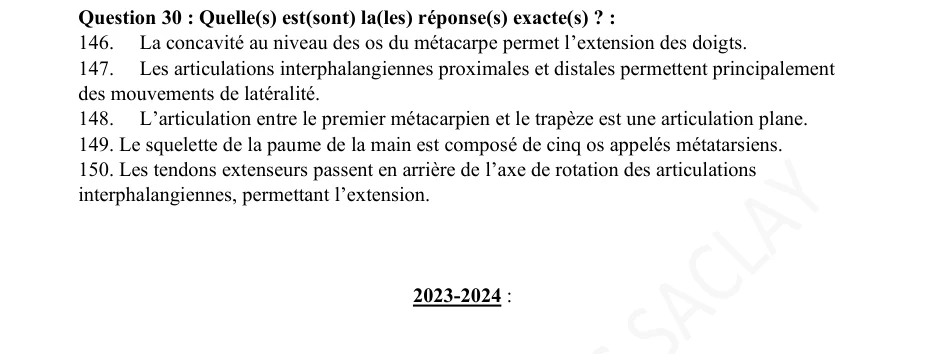 Question 30 : Quelle(s) est(sont) la(les) réponse(s) exacte(s) ? :
146. La concavité au niveau des os du métacarpe permet l’extension des doigts.
147. Les articulations interphalangiennes proximales et distales permettent principalement
des mouvements de latéralité.
148. L’articulation entre le premier métacarpien et le trapèze est une articulation plane.
149. Le squelette de la paume de la main est composé de cinq os appelés métatarsiens.
150. Les tendons extenseurs passent en arrière de l’axe de rotation des articulations
interphalangiennes, permettant l’extension.
SACLAY
2023-2024 :